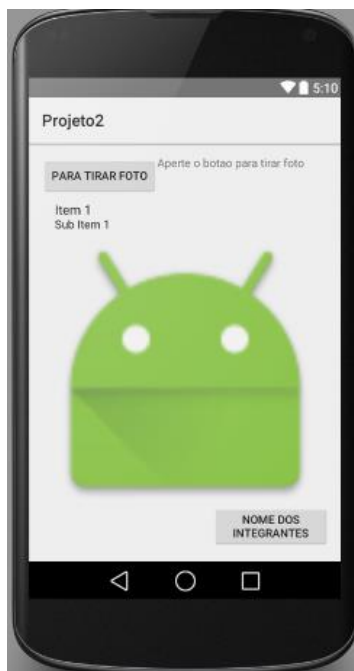 5:10
Projeto2
PARA TIRAR FOTO
Aperte o botao para tirar foto
Item 1
Sub Item 1
NOME DOS
INTEGRANTES